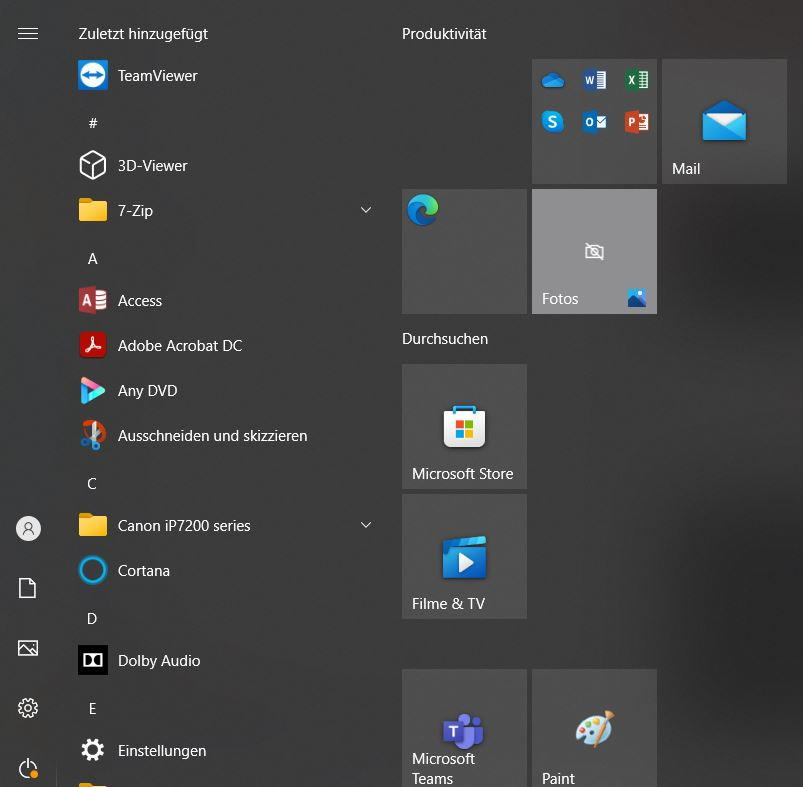 Zuletzt hinzugefügt
TeamViewer
#
3D-Viewer
7-Zip
A
Access
Adobe Acrobat DC
Any DVD
Ausschneiden und skizzieren
C
Canon iP7200 series
Cortana
D
Dolby Audio
E
Einstellungen
Produktivität
Mail
Fotos
Durchsuchen
Microsoft Store
Filme & TV
Microsoft
Teams
Paint